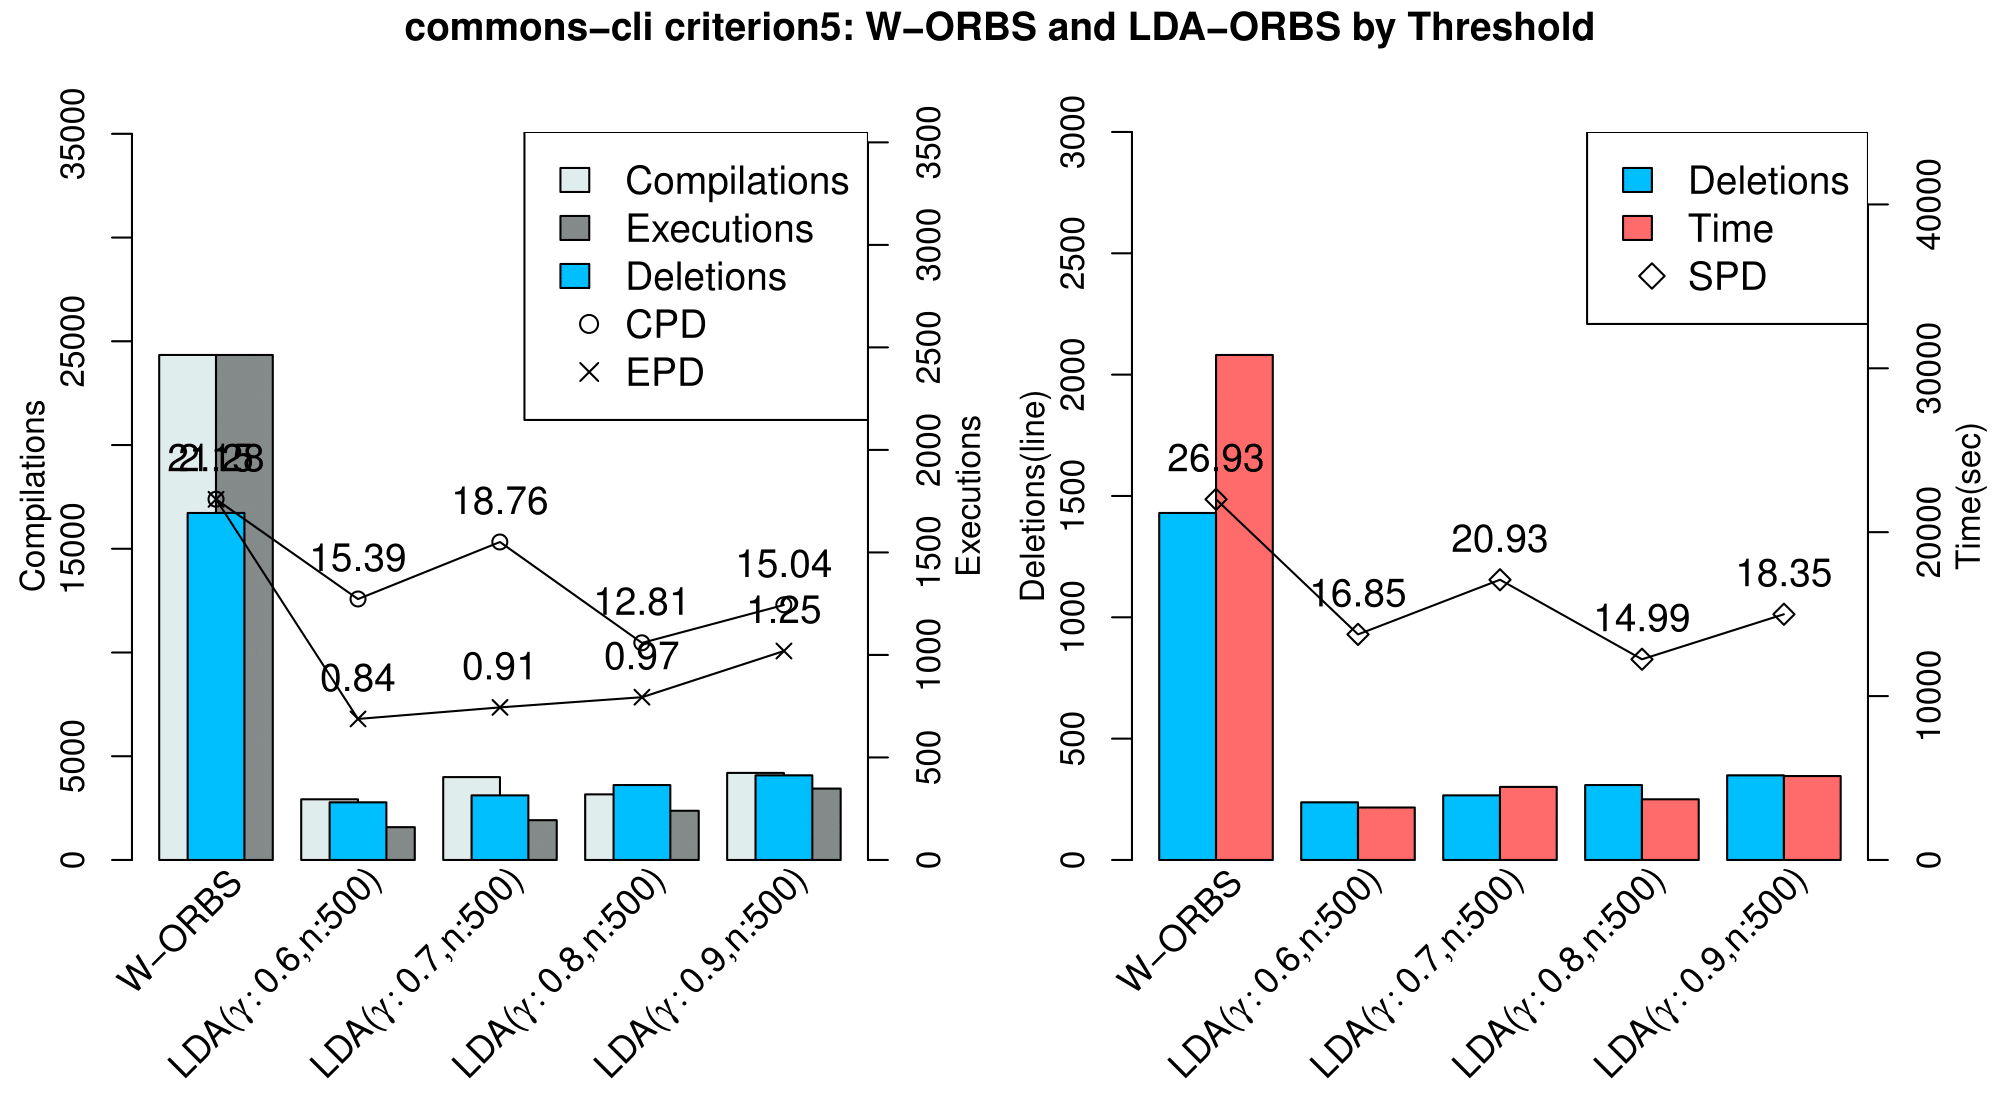 commons−cli criterion5: W−ORBS and LDA−ORBS by Threshold
Compilations
0
5000
15000
25000
35000
Executions
0
500
1000
1500
2000
2500
3000
3500
Compilations
Executions
Deletions
CPD
EPD
15.39
18.76
12.81
15.04
0.84
0.91
0.97
1.25
W−ORBS
LDA(γ: 0.6,n:500)
LDA(γ: 0.7,n:500)
LDA(γ: 0.8,n:500)
LDA(γ: 0.9,n:500)
Deletions(line)
0
500
1000
1500
2000
2500
3000
Time(sec)
0
10000
20000
30000
40000
Deletions
Time
SPD
26.93
16.85
20.93
14.99
18.35
W−ORBS
LDA(γ: 0.6,n:500)
LDA(γ: 0.7,n:500)
LDA(γ: 0.8,n:500)
LDA(γ: 0.9,n:500)